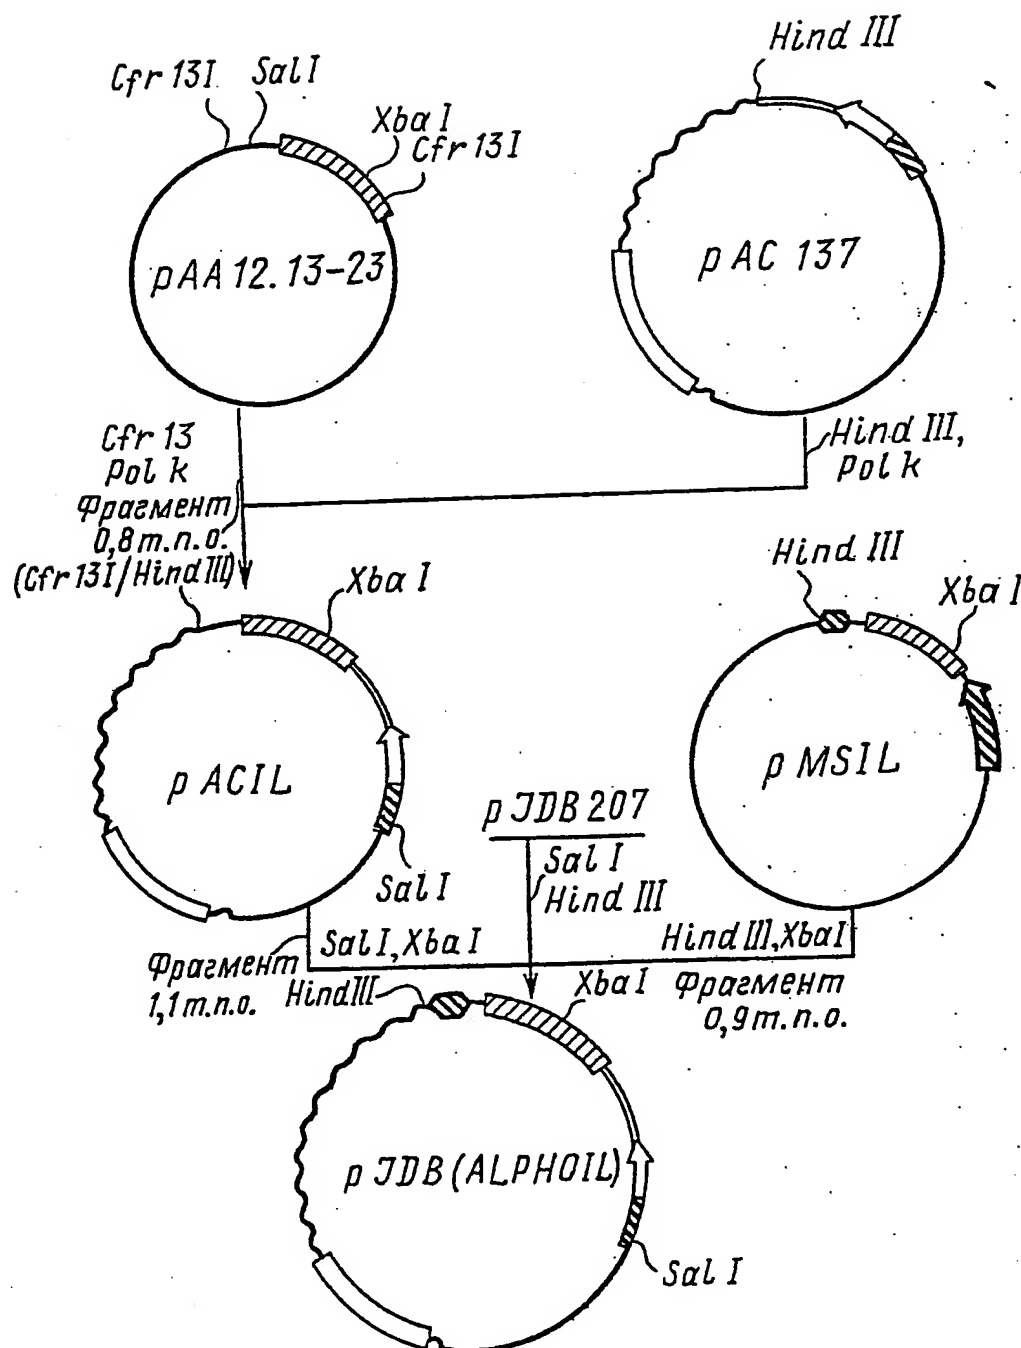 Hind III
Cfr 13I
Sal I
Xba I
Cfr 13I
pAA 12.13-23
pAC 137
Cfr 13
Pol k
Фрагмент
0,8 т.п.о.
(Cfr 13I/Hind III)
Hind III,
Pol k
Xba I
Hind III
Xba I
pACIL
pMSIL
pJDB 207
Sal I
Sal I
Hind III
Фрагмент
1,1 т.п.о.
Sal I, Xba I
Hind III, Xba I
Фрагмент
0,9 т.п.о.
Hind III
Xba I
pJDB (ALPHOIL)
Sal I